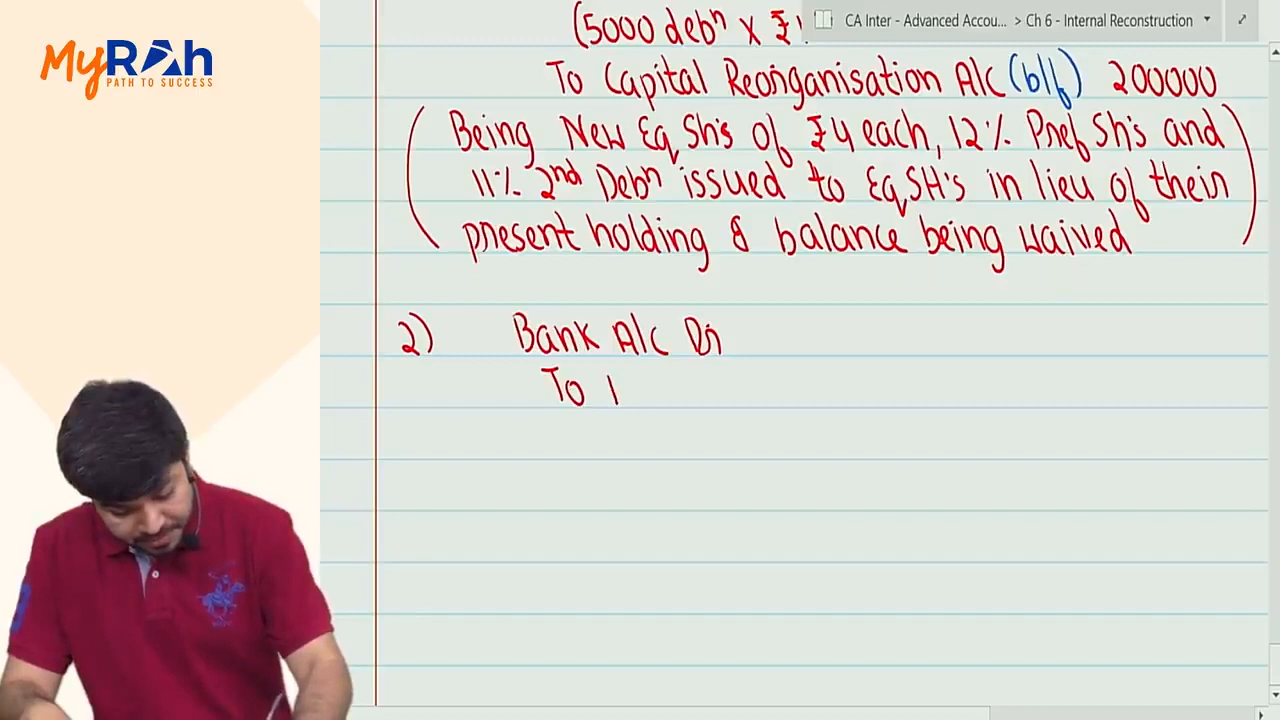 MyRAh
PATH TO SUCCESS
CA Inter - Advanced Accou... > Ch 6 - Internal Reconstruction
(5000 debⁿ x ₹
To Capital Reorganisation A/c (b/f) 200000
(Being New Eq Sh's of ₹4 each, 12% Pref Sh's and
11% 2nd Debⁿ issued to Eq SH's in lieu of their
present holding & balance being waived)
2) Bank A/c Dr
To